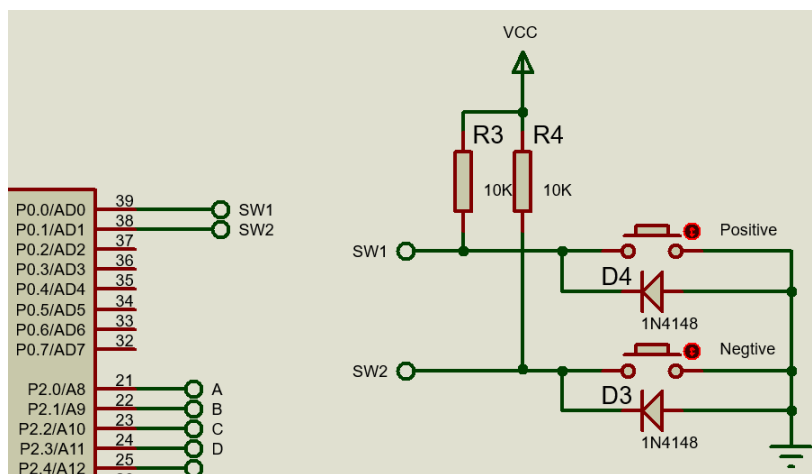 VCC
R3 R4
10K 10K
P0.0/AD0 39 SW1
P0.1/AD1 38 SW2
P0.2/AD2 37
P0.3/AD3 36
P0.4/AD4 35
P0.5/AD5 34
P0.6/AD6 33
P0.7/AD7 32
SW1 Positive
D4
1N4148
SW2 Negtive
D3
1N4148
P2.0/A8 21 A
P2.1/A9 22 B
P2.2/A10 23 C
P2.3/A11 24 D
P2.4/A12 25